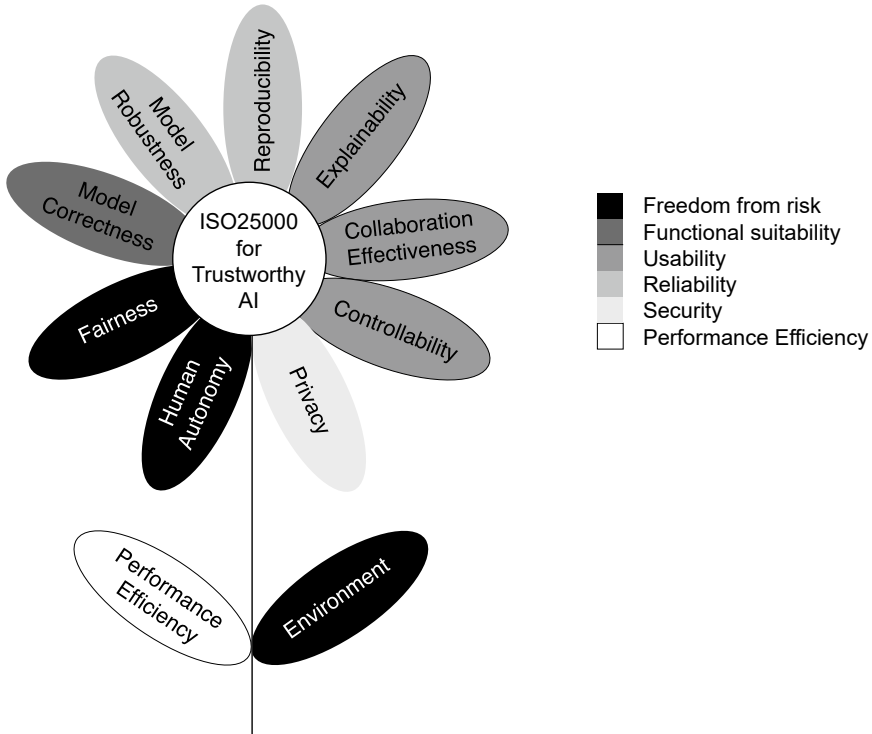 Reproducibility
Model
Robustness
Explainability
Model
Correctness
ISO25000
for
Trustworthy
AI
Collaboration
Effectiveness
Fairness
Controllability
Human
Autonomy
Privacy
Performance
Efficiency
Environment
Freedom from risk
Functional suitability
Usability
Reliability
Security
Performance Efficiency